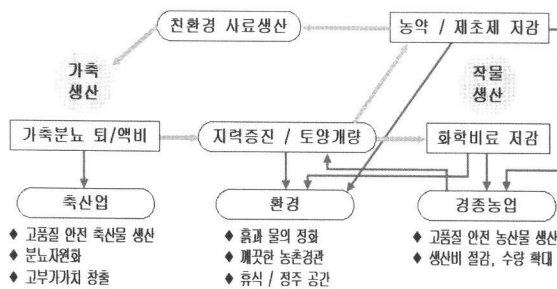 친환경 사료생산
농약 / 제초제 저감
가축
생산
작물
생산
가축분뇨 퇴/액비
지력증진 / 토양개량
화학비료 저감
축산업
환경
경종농업
◆ 고품질 안전 축산물 생산
◆ 분뇨자원화
◆ 고부가가치 창출
◆ 흙과 물의 정화
◆ 깨끗한 농촌경관
◆ 휴식 / 정주 공간
◆ 고품질 안전 농산물 생산
◆ 생산비 절감, 수량 확대